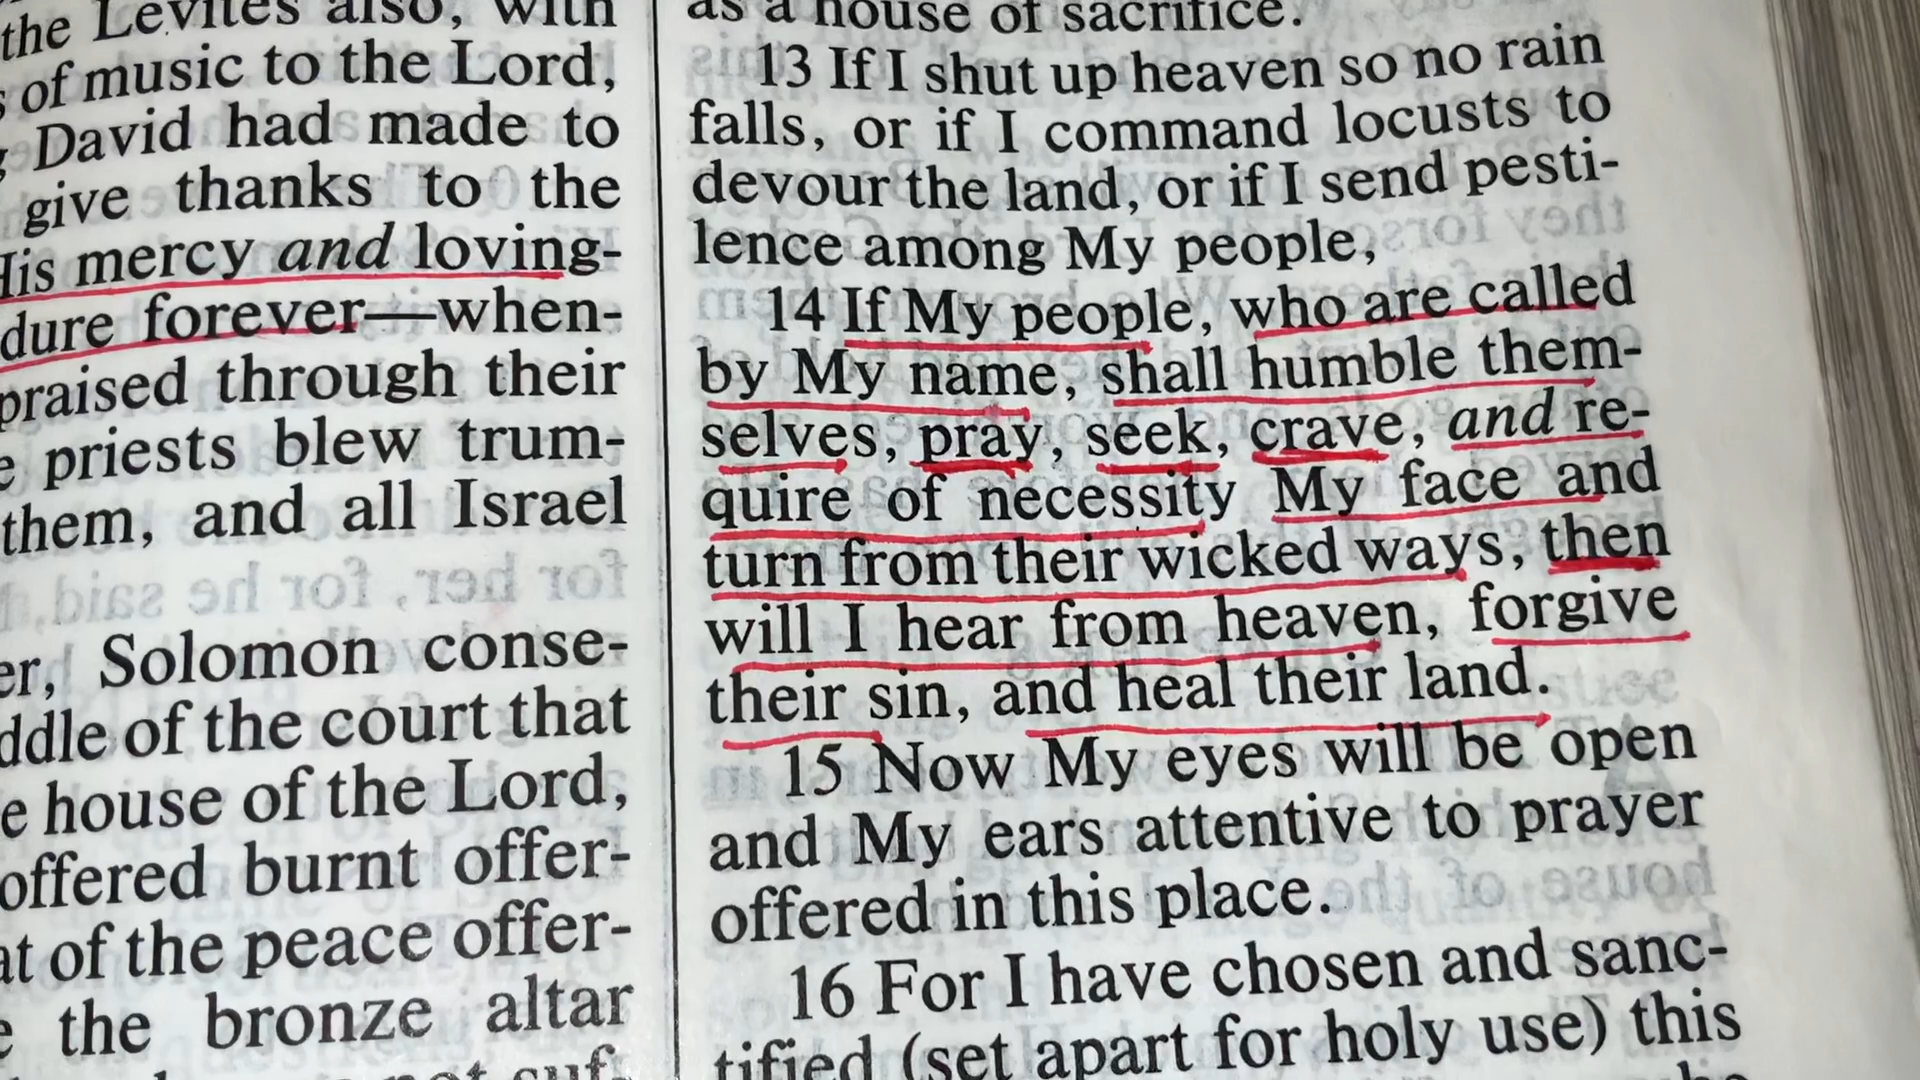 the Levites also, with
of music to the Lord,
David had made to
give thanks to the
His mercy and loving-
dure forever—when-
praised through their
priests blew trum-
them, and all Israel
er, Solomon conse-
ddle of the court that
e house of the Lord,
offered burnt offer-
at of the peace offer-
the bronze altar
not suf-
as a house of sacrifice.
13 If I shut up heaven so no rain
falls, or if I command locusts to
devour the land, or if I send pesti-
lence among My people,
14 If My people, who are called
by My name, shall humble them-
selves, pray, seek, crave, and re-
quire of necessity My face and
turn from their wicked ways, then
will I hear from heaven, forgive
their sin, and heal their land.
15 Now My eyes will be open
and My ears attentive to prayer
offered in this place.
16 For I have chosen and sanc-
tified (set apart for holy use) this